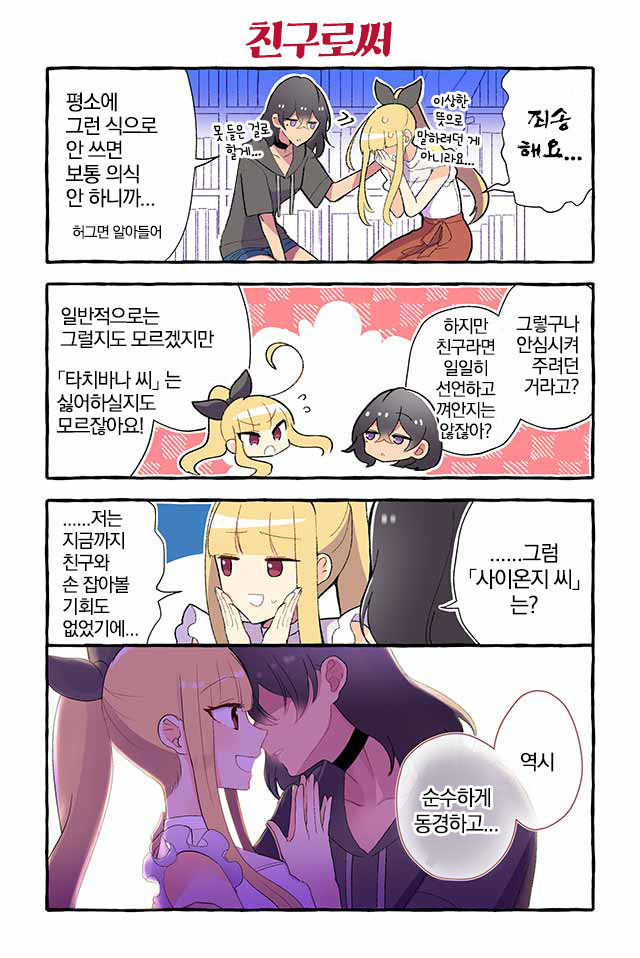 친구로써
죄송
해요...
이상한
뜻으로
말하려던 게
아니라요...
못 들은 걸로
할게...
평소에
그런 식으로
안 쓰면
보통 의식
안 하니까...
허그면 알아들어
그렇구나
안심시켜
주려던
거라고?
하지만
친구라면
일일히
선언하고
껴안지는
않잖아?
일반적으로는
그럴지도 모르겠지만
「타치바나 씨」는
싫어하실지도
모르잖아요!
......그럼
「사이온지 씨」
는?
......저는
지금까지
친구와
손 잡아볼
기회도
없었기에...
역시
순수하게
동경하고...